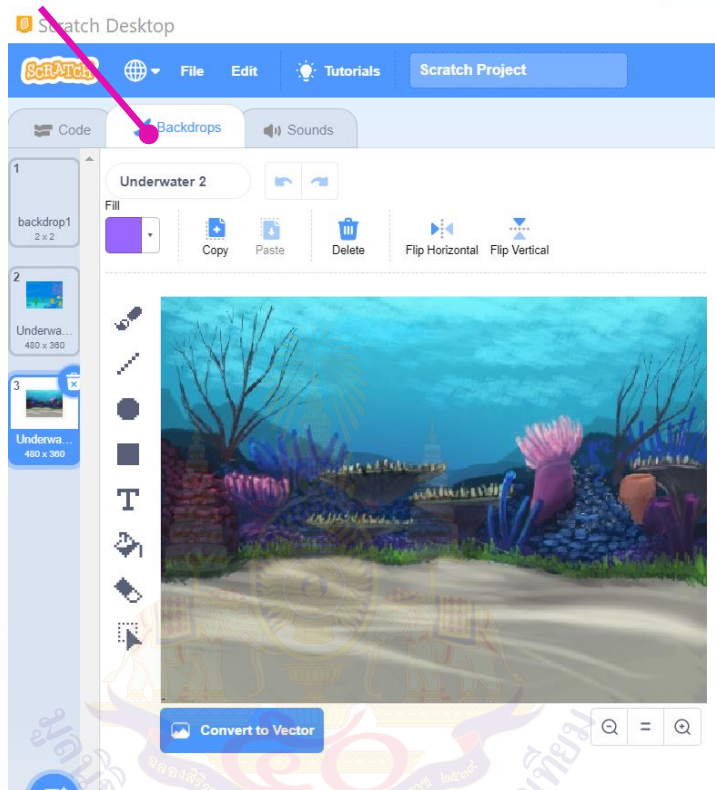 Scratch Desktop
SCRATCH File Edit Tutorials Scratch Project
Code Backdrops Sounds
1
backdrop1
2 x 2
2
Underwa...
480 x 360
3
Underwa...
480 x 360
Underwater 2
Fill
Copy Paste Delete Flip Horizontal Flip Vertical
T
Convert to Vector
=